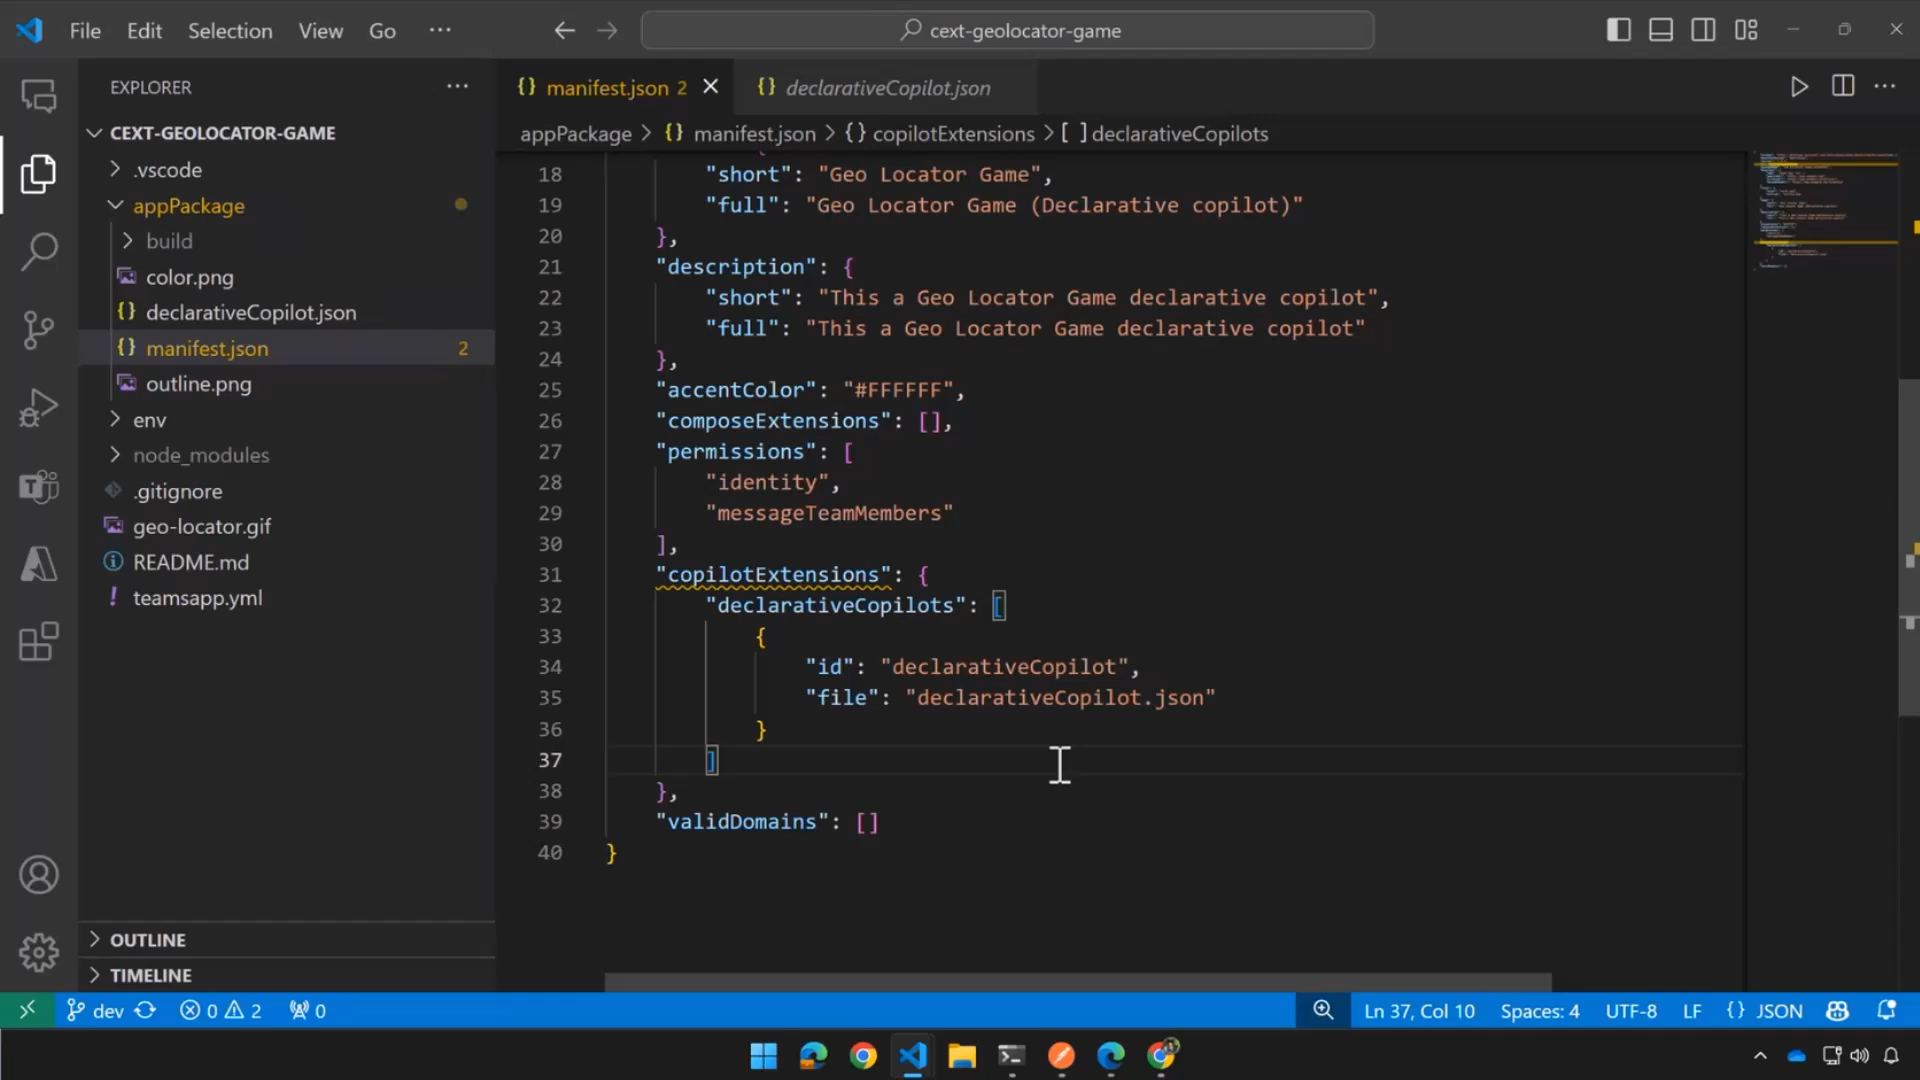 File Edit Selection View Go ···
cext-geolocator-game
EXPLORER ···
CEXT-GEOLOCATOR-GAME
.vscode
appPackage
build
color.png
{} declarativeCopilot.json
{} manifest.json 2
outline.png
env
node_modules
.gitignore
geo-locator.gif
README.md
! teamsapp.yml
OUTLINE
TIMELINE
{} manifest.json 2
{} declarativeCopilot.json
···
appPackage > {} manifest.json > {} copilotExtensions > [ ] declarativeCopilots
18 "short": "Geo Locator Game",
19 "full": "Geo Locator Game (Declarative copilot)"
20 },
21 "description": {
22 "short": "This a Geo Locator Game declarative copilot",
23 "full": "This a Geo Locator Game declarative copilot"
24 },
25 "accentColor": "#FFFFFF",
26 "composeExtensions": [],
27 "permissions": [
28 "identity",
29 "messageTeamMembers"
30 ],
31 "copilotExtensions": {
32 "declarativeCopilots": [
33 {
34 "id": "declarativeCopilot",
35 "file": "declarativeCopilot.json"
36 }
37 ]
38 },
39 "validDomains": []
40 }
dev 0 2 0
Ln 37, Col 10 Spaces: 4 UTF-8 LF {} JSON